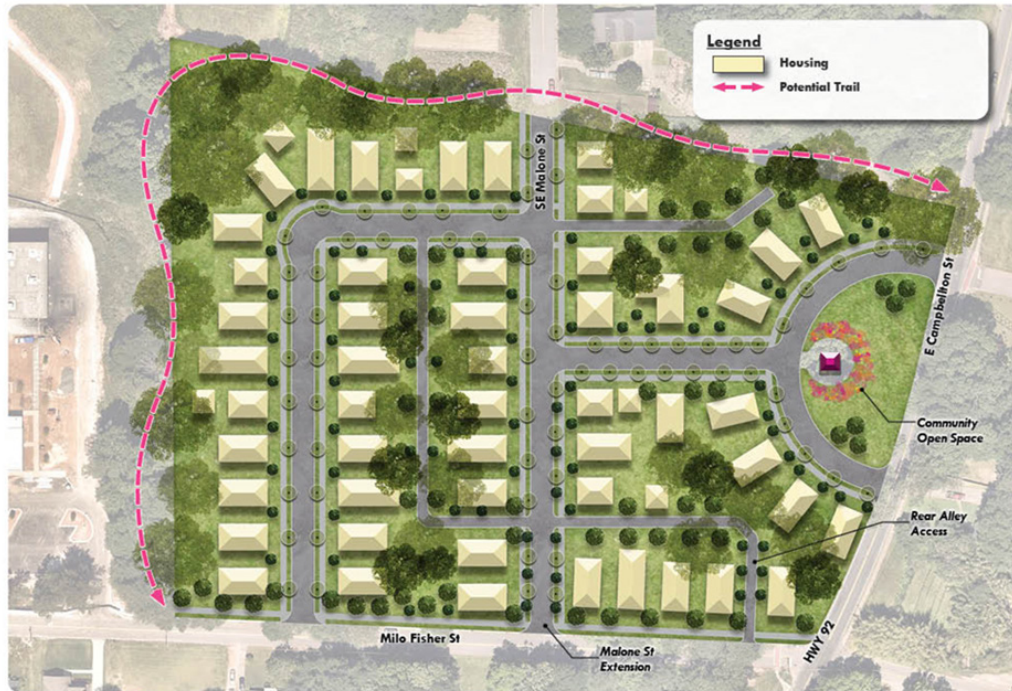 Legend
Housing
Potential Trail
SE Malone St
E Campbellton St
Community
Open Space
Rear Alley
Access
HWY 92
Milo Fisher St
Malone St
Extension